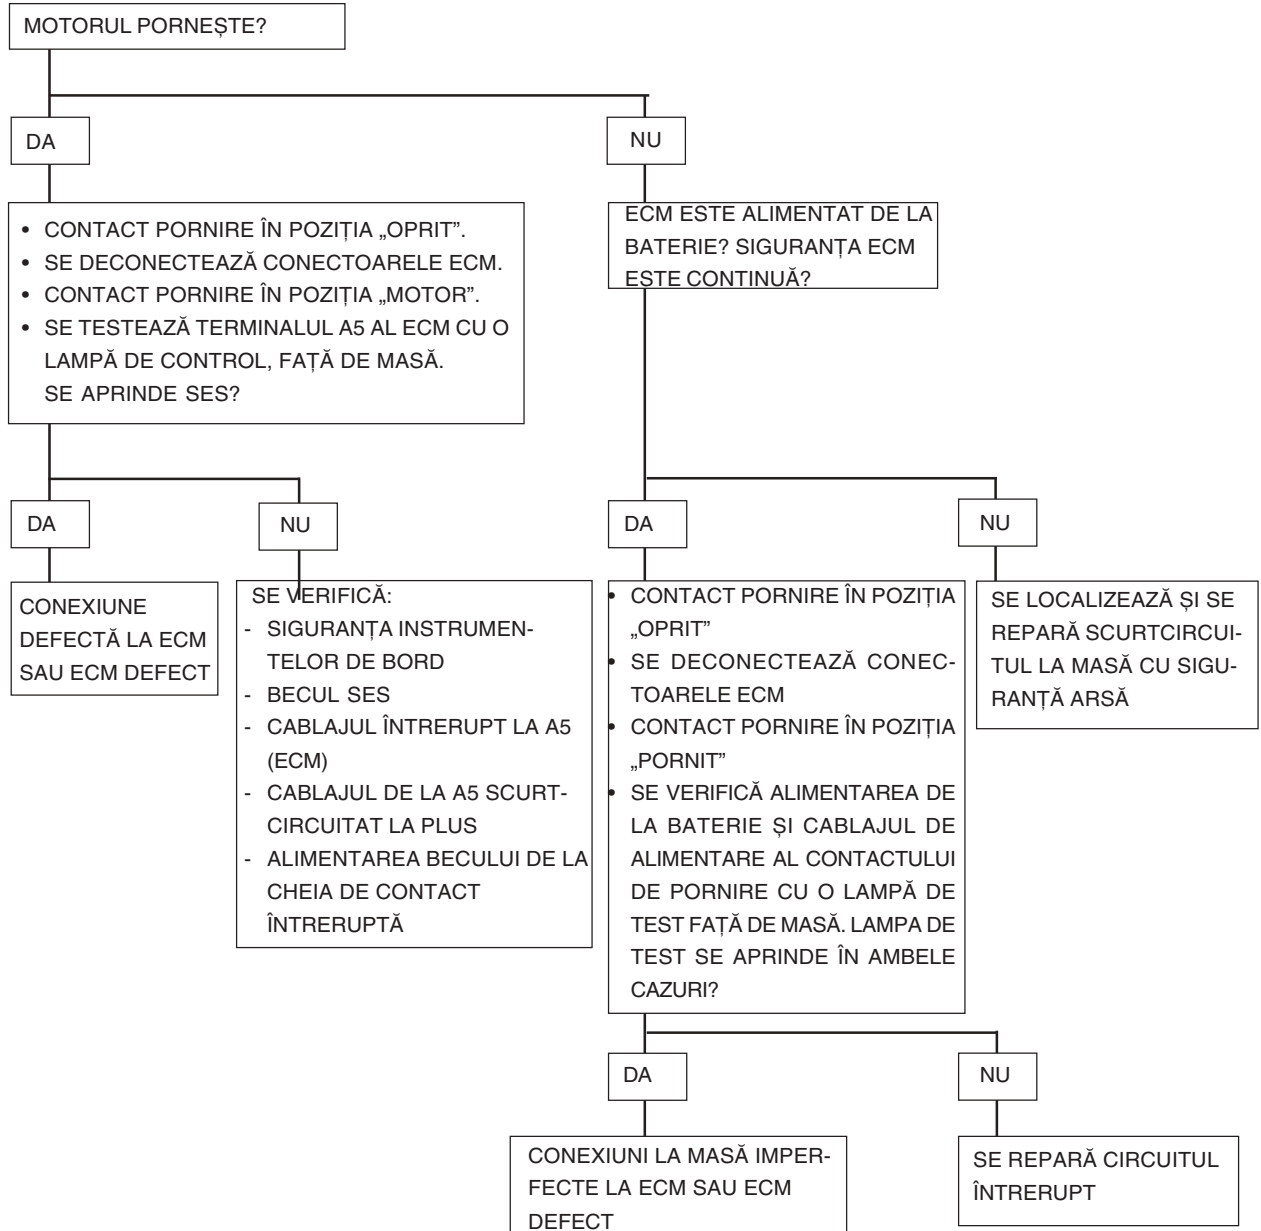 MOTORUL PORNEȘTE?
DA
NU
• CONTACT PORNIRE ÎN POZIȚIA „OPRIT”.
• SE DECONECTEAZĂ CONECTOARELE ECM.
• CONTACT PORNIRE ÎN POZIȚIA „MOTOR”.
• SE TESTEAZĂ TERMINALUL A5 AL ECM CU O
LAMPĂ DE CONTROL, FAȚĂ DE MASĂ.
SE APRINDE SES?
ECM ESTE ALIMENTAT DE LA
BATERIE? SIGURANȚA ECM
ESTE CONTINUĂ?
DA
NU
DA
NU
CONEXIUNE
DEFECTĂ LA ECM
SAU ECM DEFECT
SE VERIFICĂ:
- SIGURANȚA INSTRUMEN-
TELOR DE BORD
- BECUL SES
- CABLAJUL ÎNTRERUPT LA A5
(ECM)
- CABLAJUL DE LA A5 SCURT-
CIRCUITAT LA PLUS
- ALIMENTAREA BECULUI DE LA
CHEIA DE CONTACT
ÎNTRERUPTĂ
• CONTACT PORNIRE ÎN POZIȚIA
„OPRIT”
• SE DECONECTEAZĂ CONEC-
TOARELE ECM
• CONTACT PORNIRE ÎN POZIȚIA
„PORNIT”
• SE VERIFICĂ ALIMENTAREA DE
LA BATERIE ȘI CABLAJUL DE
ALIMENTARE AL CONTACTULUI
DE PORNIRE CU O LAMPĂ DE
TEST FAȚĂ DE MASĂ. LAMPA DE
TEST SE APRINDE ÎN AMBELE
CAZURI?
SE LOCALIZEAZĂ ȘI SE
REPARĂ SCURTCIRCUI-
TUL LA MASĂ CU SIGU-
RANȚĂ ARSĂ
DA
NU
CONEXIUNI LA MASĂ IMPER-
FECTE LA ECM SAU ECM
DEFECT
SE REPARĂ CIRCUITUL
ÎNTRERUPT